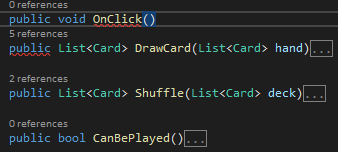 0 references
public void OnClick()
5 references
public List<Card> DrawCard(List<Card> hand)...
2 references
public List<Card> Shuffle(List<Card> deck)...
0 references
public bool CanBePlayed()...